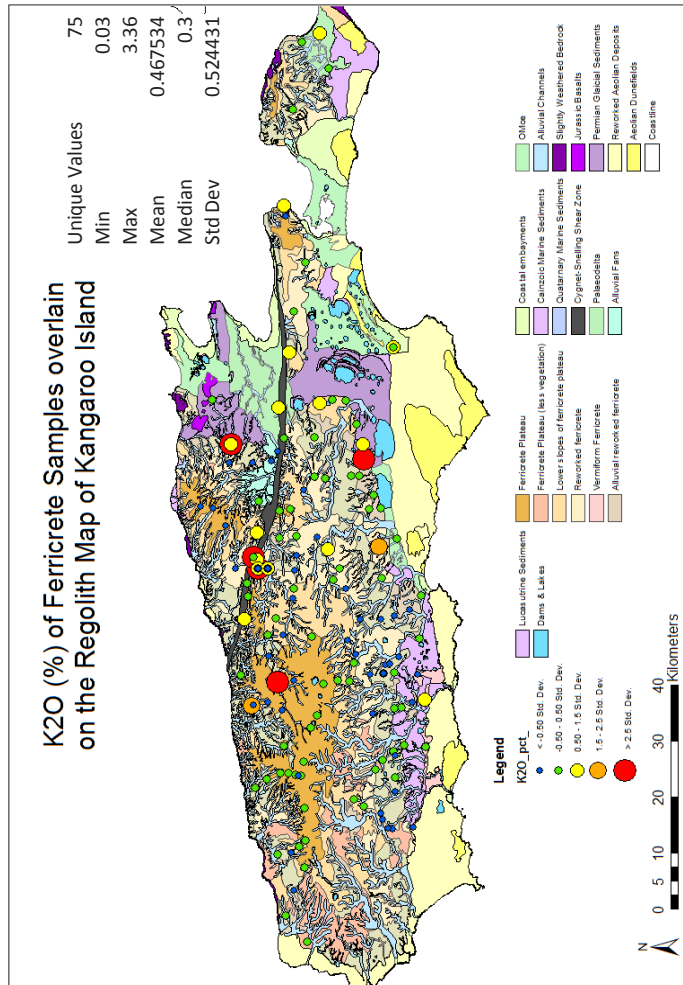 K2O (%) of Ferricrete Samples overlain
on the Regolith Map of Kangaroo Island
Unique Values 75
Min 0.03
Max 3.36
Mean 0.467534
Median 0.3
Std Dev 0.524431
Legend
K2O_pct_
< -0.50 Std. Dev.
-0.50 - 0.50 Std. Dev.
0.50 - 1.5 Std. Dev.
1.5 - 2.5 Std. Dev.
> 2.5 Std. Dev.
Lucasutrine Sediments
Dams & Lakes
Ferricrete Plateau
Ferricrete Plateau (less vegetation)
Lower slopes of ferricrete plateau
Reworked ferricrete
Vermiform Ferricrete
Alluvial reworked ferricrete
Coastal embayments
Cainzoic Marine Sediments
Quatarnary Marine Sediments
Cygnet-Snelling Shear Zone
Palaeodelta
Alluvial Fans
OMce
Alluvial Channels
Slightly Weathered Bedrock
Jurassic Basalts
Permian Glaicial Sediments
Reworked Aeolian Deposits
Aeolian Dunefields
Coastline
N
0 5 10 20 30 40
Kilometers